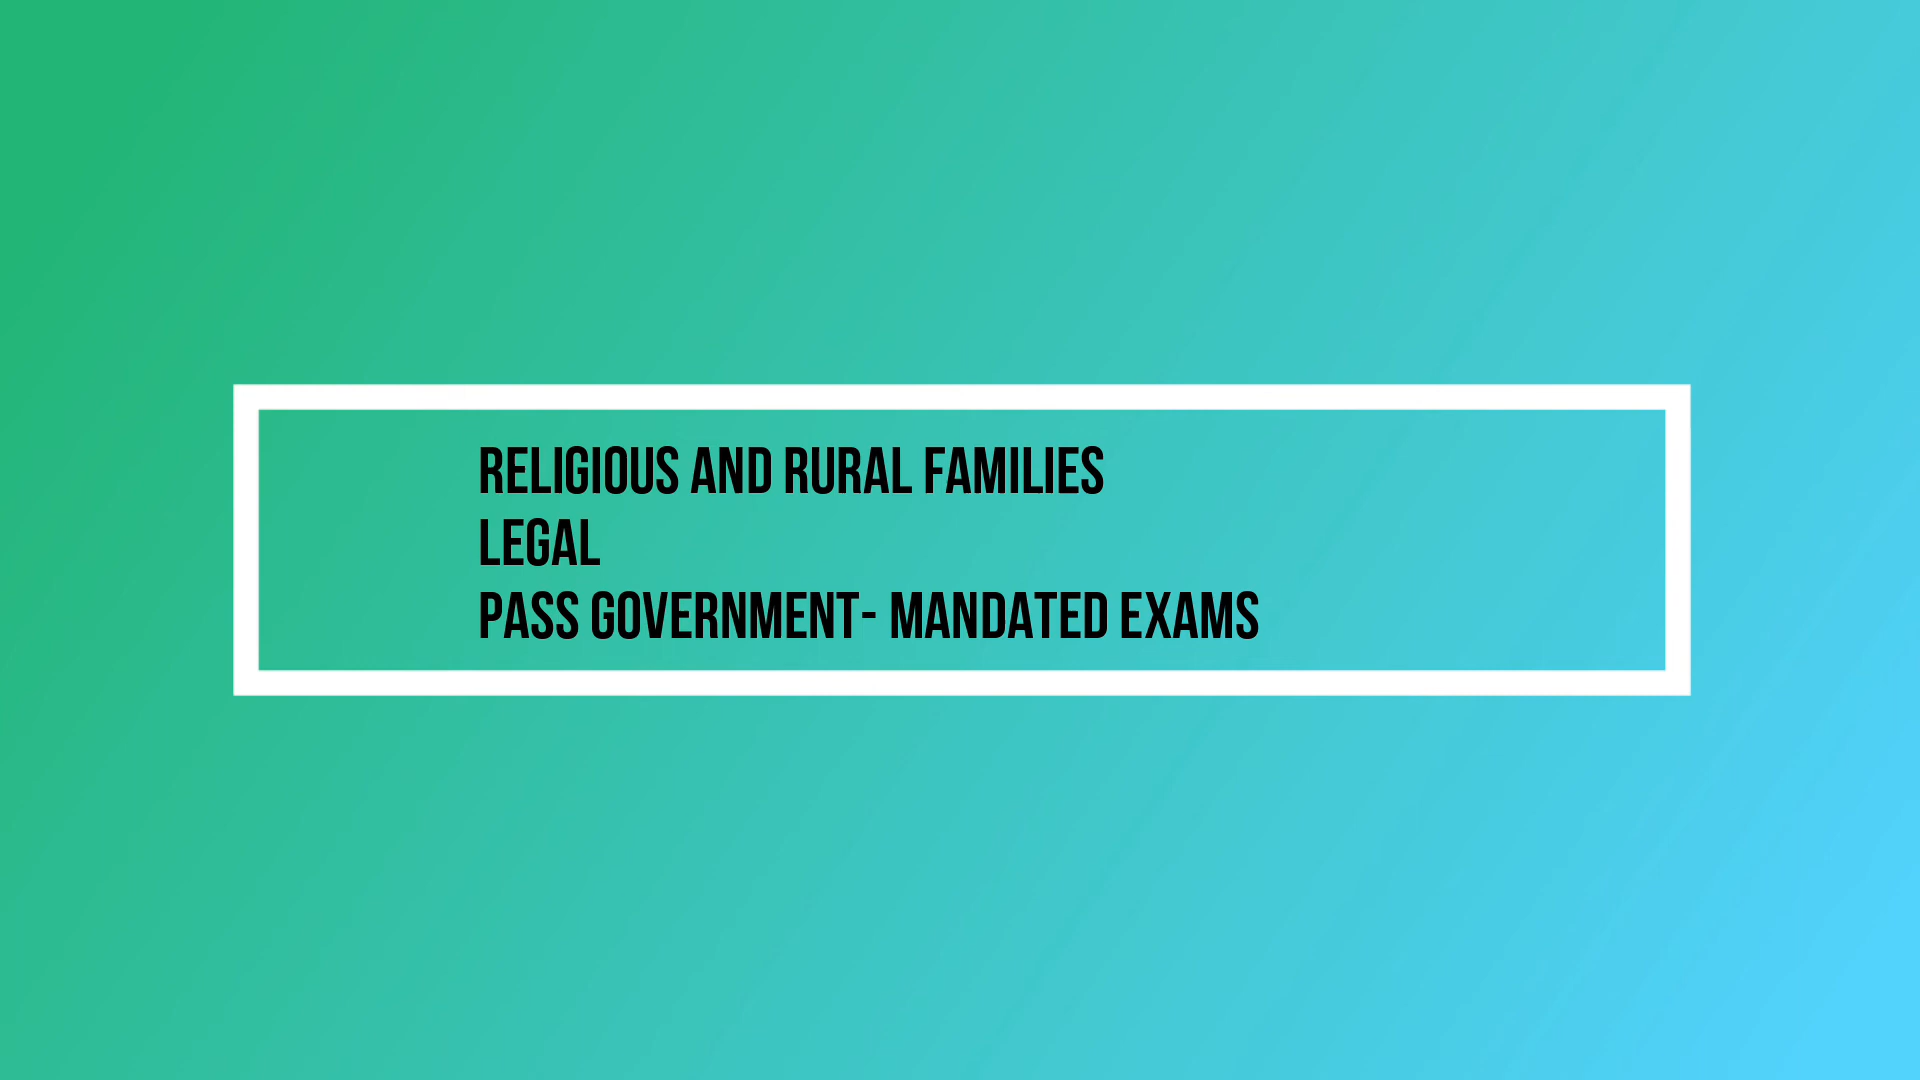 RELIGIOUS AND RURAL FAMILIES
LEGAL
PASS GOVERNMENT- MANDATED EXAMS